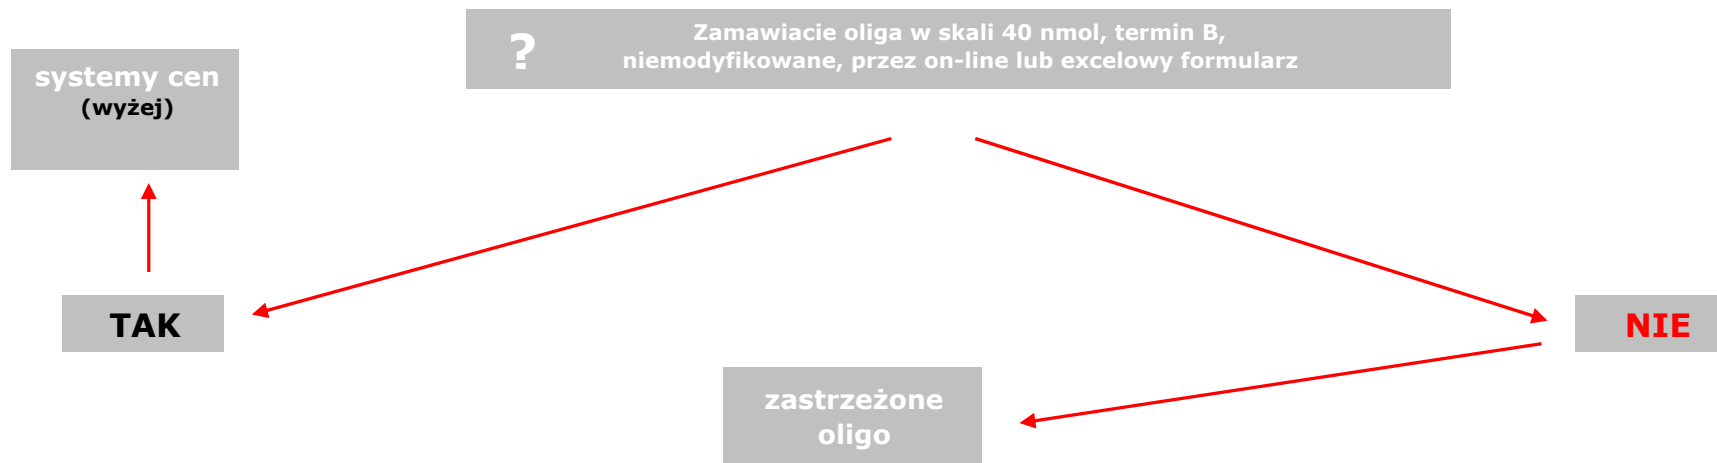 ? Zamawiacie oliga w skali 40 nmol, termin B,
niemodyfikowane, przez on-line lub excelowy formularz
systemy cen
(wyżej)
TAK
NIE
zastrzeżone
oligo